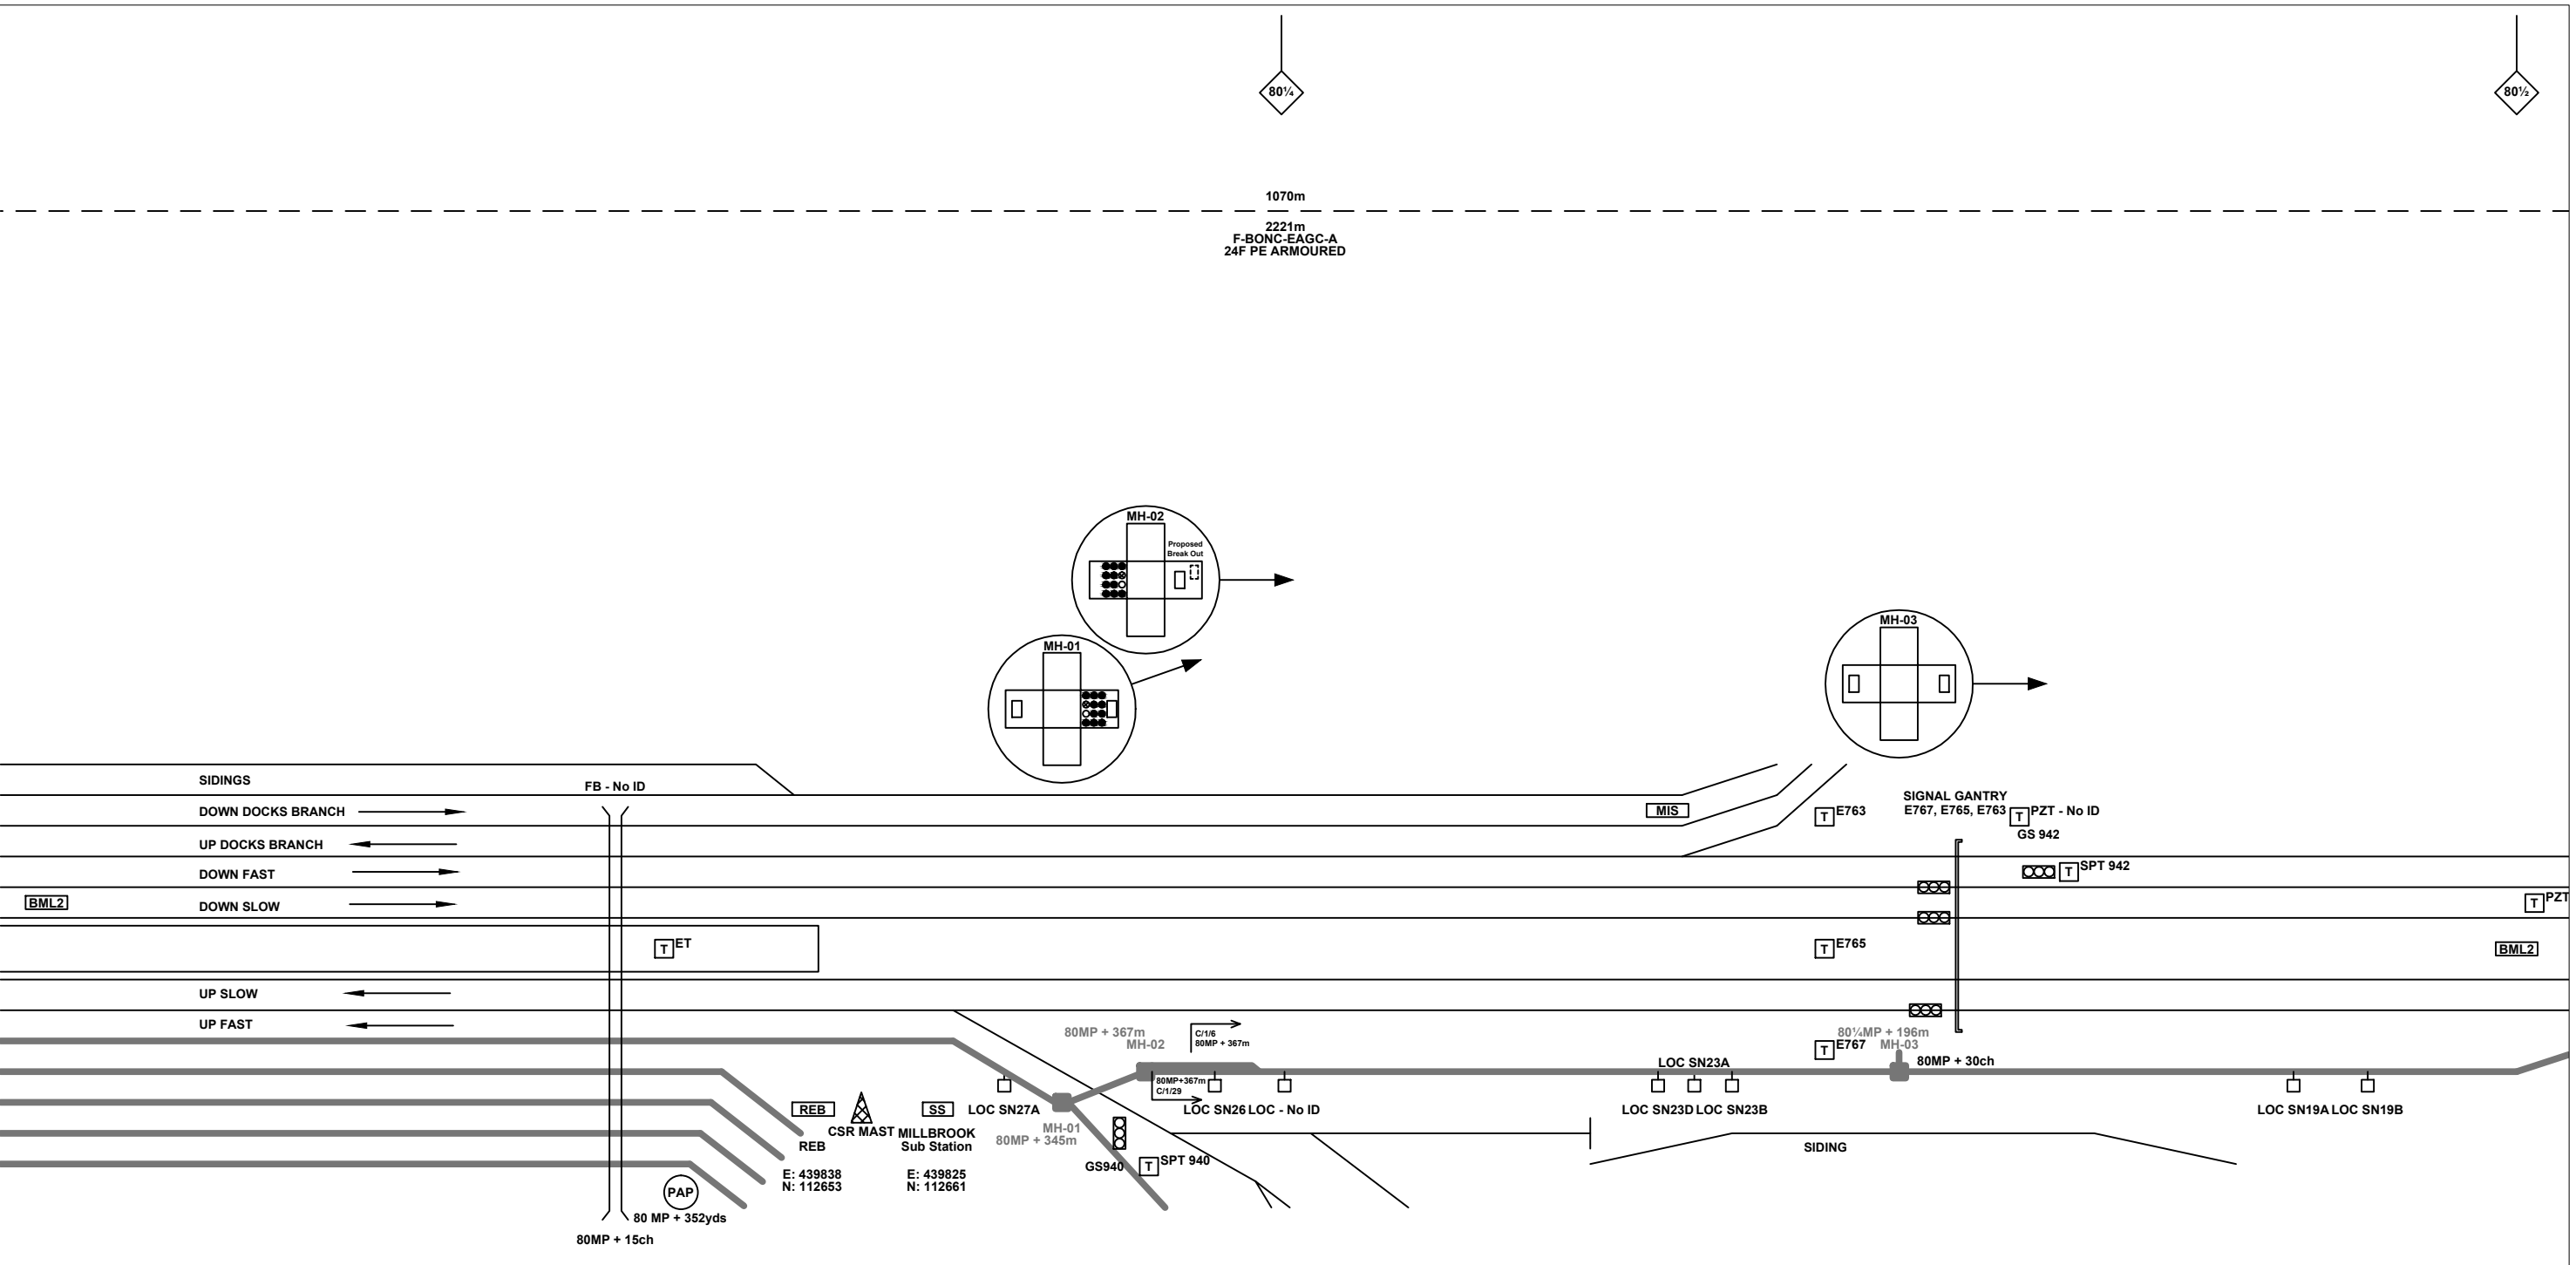 80¼
80½
1070m
2221m
F-BONC-EAGC-A
24F PE ARMOURED
MH-02
Proposed
Break Out
MH-01
MH-03
SIDINGS
FB - No ID
DOWN DOCKS BRANCH
MIS
T E763
SIGNAL GANTRY
E767, E765, E763
T PZT - No ID
GS 942
UP DOCKS BRANCH
DOWN FAST
T SPT 942
BML2
DOWN SLOW
T PZT
T ET
T E765
BML2
UP SLOW
UP FAST
80MP + 367m
MH-02
C/1/6
80MP + 367m
80¼MP + 196m
T E767 MH-03
80MP + 30ch
LOC SN23A
80MP+367m
C/1/29
REB
SS
LOC SN27A
LOC SN26
LOC - No ID
LOC SN23D
LOC SN23B
LOC SN19A
LOC SN19B
CSR MAST
MILLBROOK
Sub Station
REB
MH-01
80MP + 345m
SIDING
GS940
T SPT 940
E: 439838
N: 112653
E: 439825
N: 112661
PAP
80 MP + 352yds
80MP + 15ch